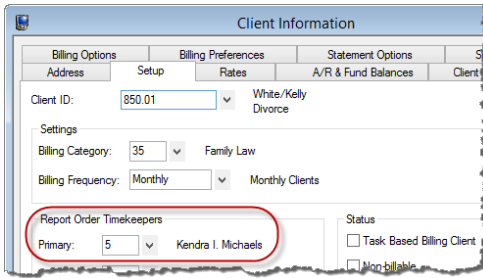 Client Information
Billing Options Billing Preferences Statement Options S
Address Setup Rates A/R & Fund Balances Client
Client ID: 850.01 White/Kelly
Divorce
Settings
Billing Category: 35 Family Law
Billing Frequency: Monthly Monthly Clients
Report Order Timekeepers Status
Primary: 5 Kendra I. Michaels Task Based Billing Client
Non-billable